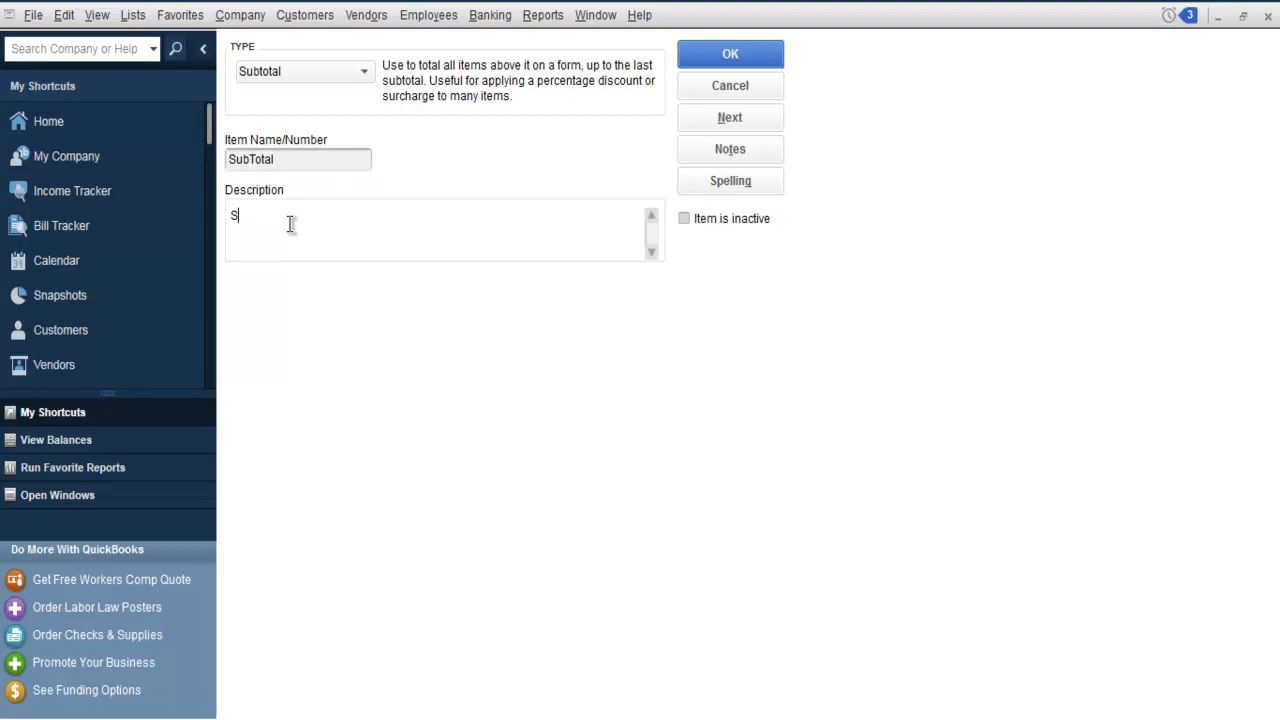 File Edit View Lists Favorites Company Customers Vendors Employees Banking Reports Window Help 3
Search Company or Help
My Shortcuts
Home
My Company
Income Tracker
Bill Tracker
Calendar
31
Snapshots
Customers
Vendors
My Shortcuts
View Balances
Run Favorite Reports
Open Windows
Do More With QuickBooks
Get Free Workers Comp Quote
Order Labor Law Posters
Order Checks & Supplies
Promote Your Business
$ See Funding Options
TYPE
Subtotal
Use to total all items above it on a form, up to the last
subtotal. Useful for applying a percentage discount or
surcharge to many items.
Item Name/Number
SubTotal
Description
S
OK
Cancel
Next
Notes
Spelling
Item is inactive